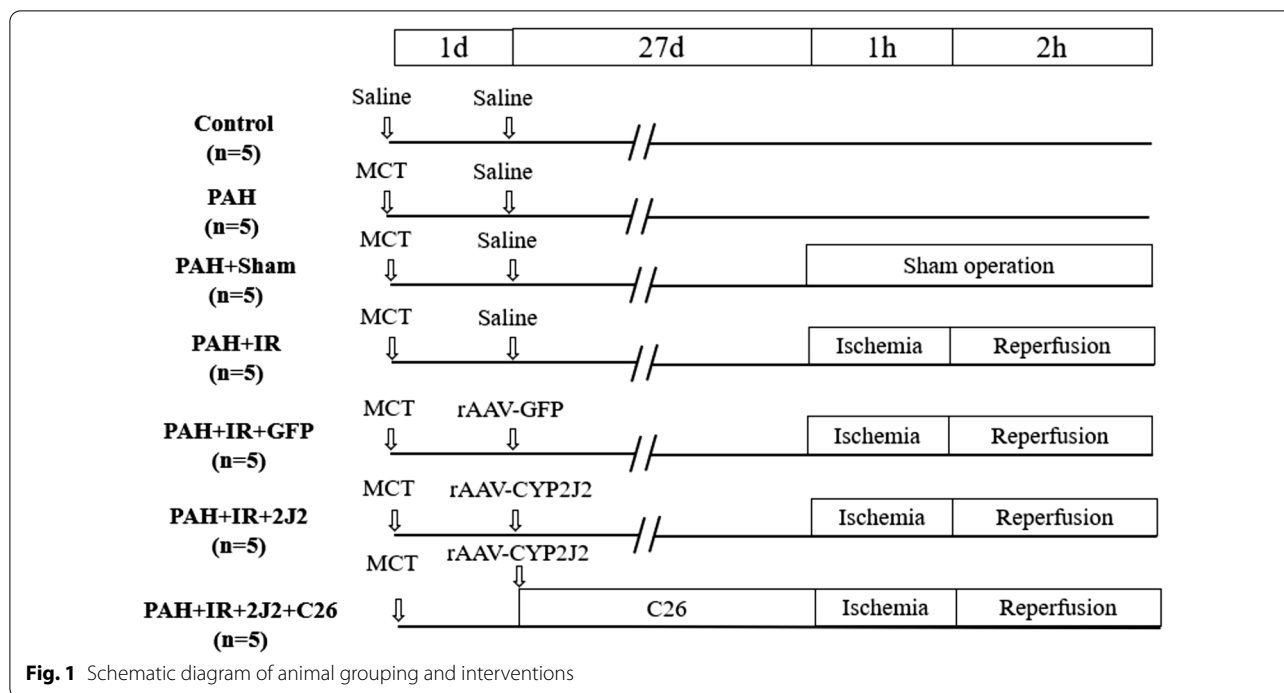 1d 27d 1h 2h
Saline Saline
Control
(n=5)
MCT Saline
PAH
(n=5)
MCT Saline
PAH+Sham Sham operation
(n=5)
MCT Saline
PAH+IR Ischemia Reperfusion
(n=5)
MCT rAAV-GFP
PAH+IR+GFP Ischemia Reperfusion
(n=5)
MCT rAAV-CYP2J2
PAH+IR+2J2 Ischemia Reperfusion
(n=5)
MCT rAAV-CYP2J2
PAH+IR+2J2+C26 C26 Ischemia Reperfusion
(n=5)
Fig. 1 Schematic diagram of animal grouping and interventions